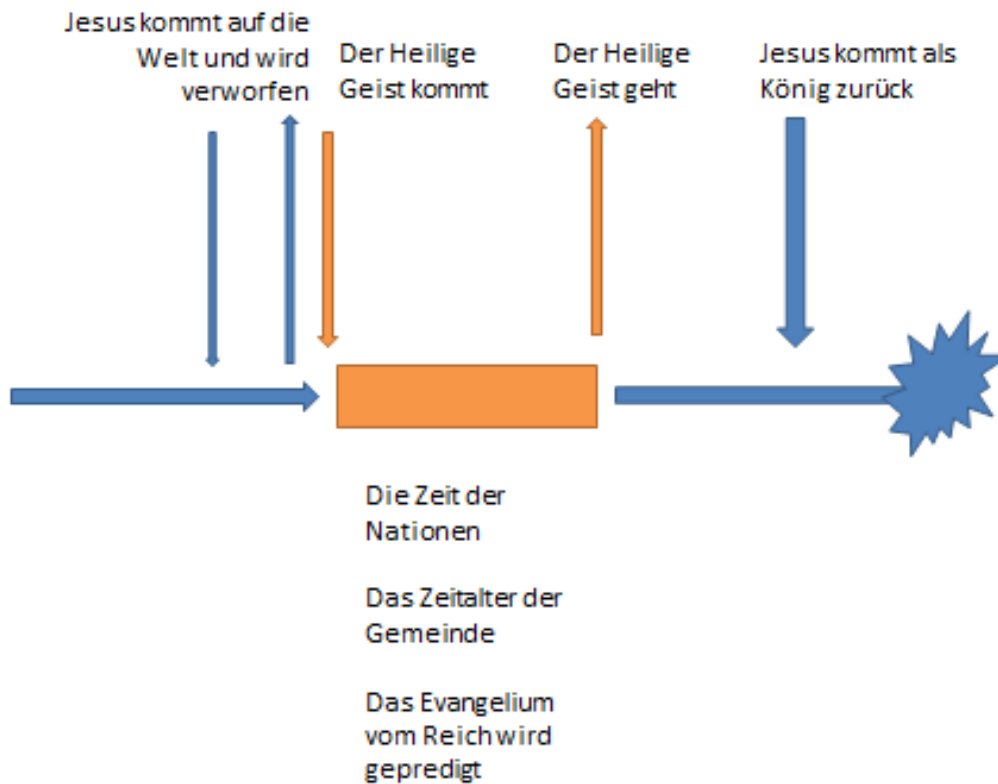 Jesus kommt auf die
Welt und wird
verworfen
Der Heilige
Geist kommt
Der Heilige
Geist geht
Jesus kommt als
König zurück
Die Zeit der
Nationen
Das Zeitalter der
Gemeinde
Das Evangelium
vom Reich wird
gepredigt